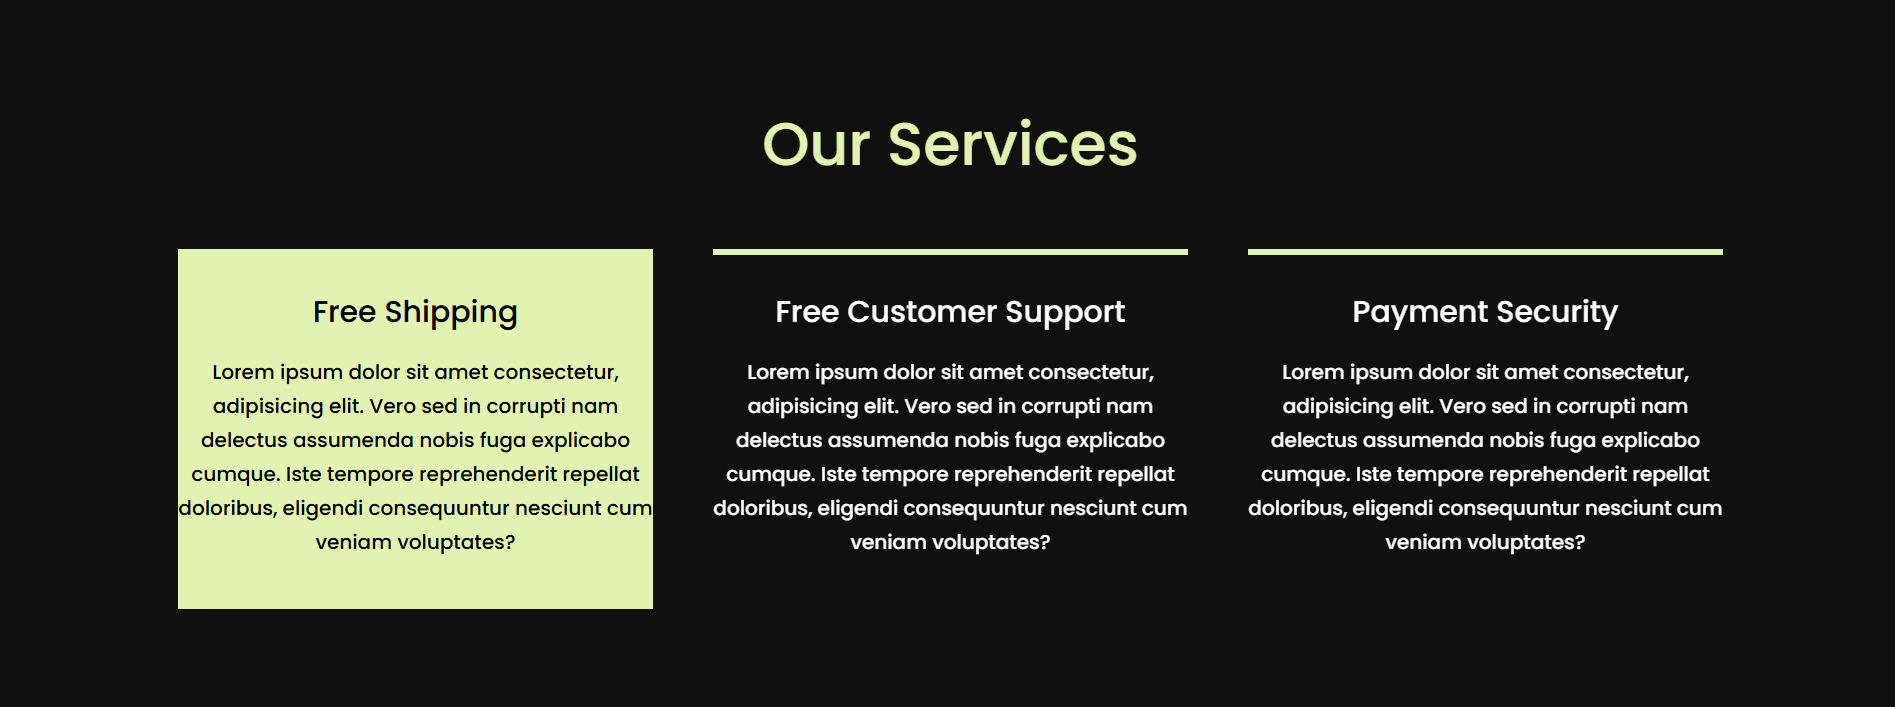 Our Services
Free Shipping
Lorem ipsum dolor sit amet consectetur,
adipisicing elit. Vero sed in corrupti nam
delectus assumenda nobis fuga explicabo
cumque. Iste tempore reprehenderit repellat
doloribus, eligendi consequuntur nesciunt cum
veniam voluptates?
Free Customer Support
Lorem ipsum dolor sit amet consectetur,
adipisicing elit. Vero sed in corrupti nam
delectus assumenda nobis fuga explicabo
cumque. Iste tempore reprehenderit repellat
doloribus, eligendi consequuntur nesciunt cum
veniam voluptates?
Payment Security
Lorem ipsum dolor sit amet consectetur,
adipisicing elit. Vero sed in corrupti nam
delectus assumenda nobis fuga explicabo
cumque. Iste tempore reprehenderit repellat
doloribus, eligendi consequuntur nesciunt cum
veniam voluptates?